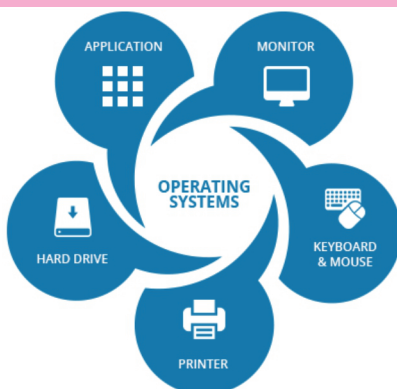 APPLICATION
MONITOR
OPERATING
SYSTEMS
HARD DRIVE
KEYBOARD
& MOUSE
PRINTER